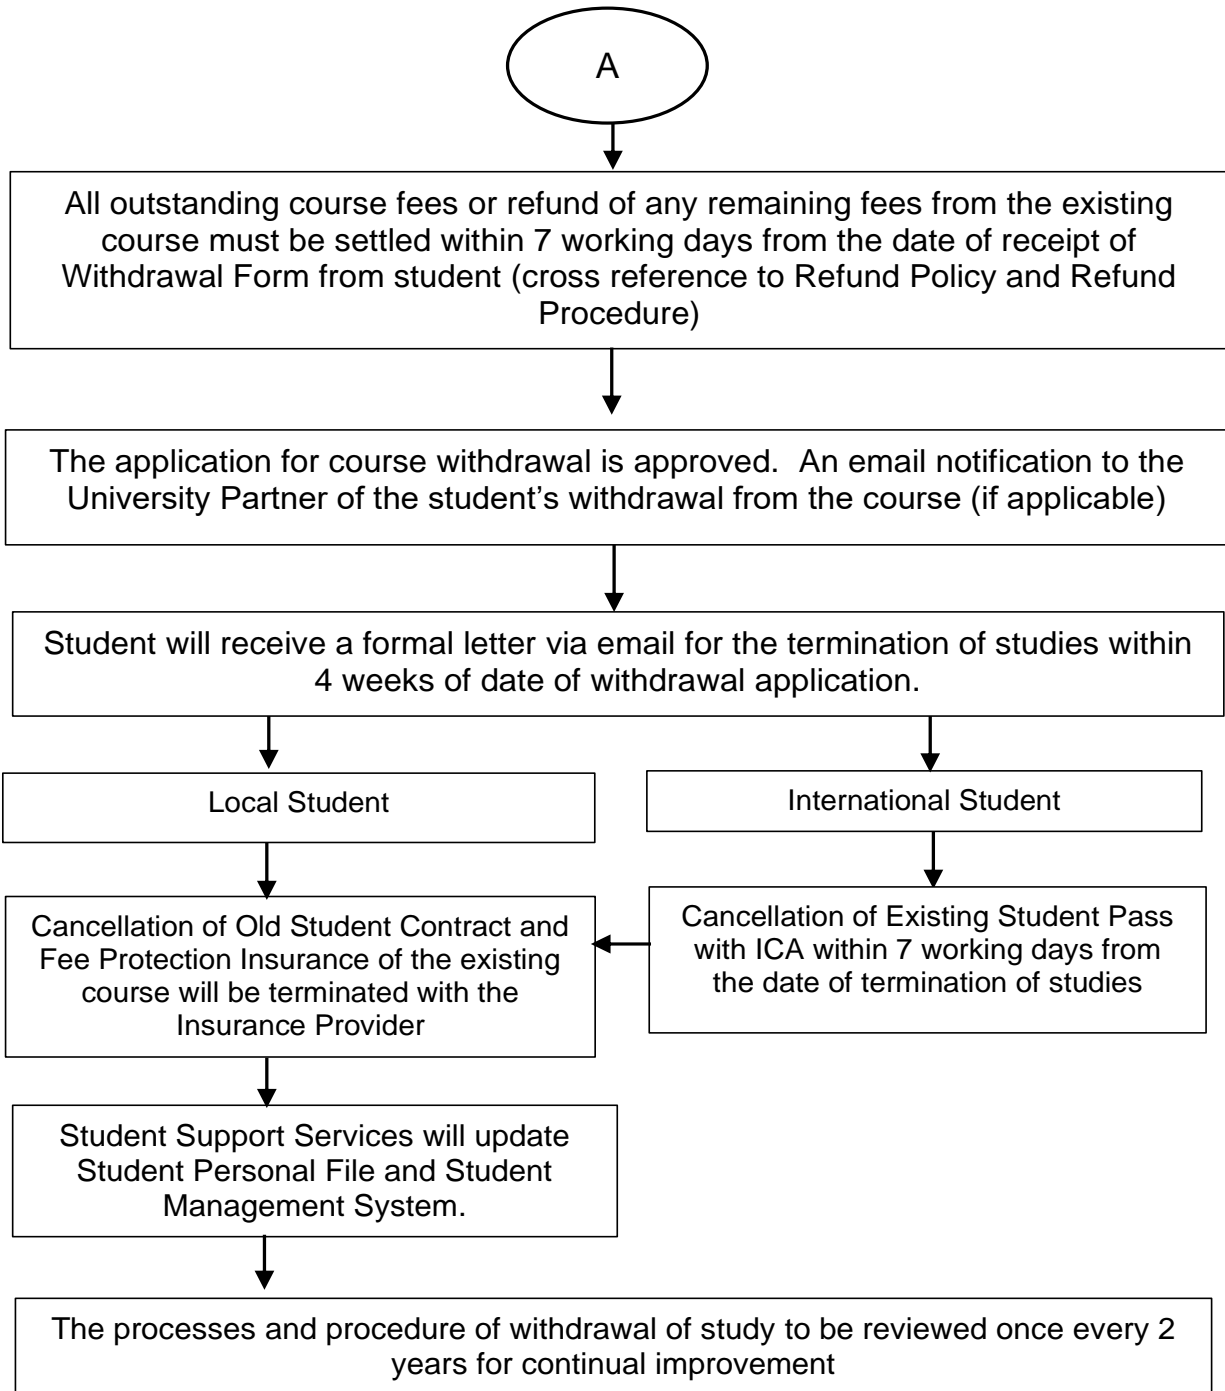 A
All outstanding course fees or refund of any remaining fees from the existing
course must be settled within 7 working days from the date of receipt of
Withdrawal Form from student (cross reference to Refund Policy and Refund
Procedure)
The application for course withdrawal is approved.  An email notification to the
University Partner of the student’s withdrawal from the course (if applicable)
Student will receive a formal letter via email for the termination of studies within
4 weeks of date of withdrawal application.
Local Student
International Student
Cancellation of Old Student Contract and
Fee Protection Insurance of the existing
course will be terminated with the
Insurance Provider
Cancellation of Existing Student Pass
with ICA within 7 working days from
the date of termination of studies
Student Support Services will update
Student Personal File and Student
Management System.
The processes and procedure of withdrawal of study to be reviewed once every 2
years for continual improvement